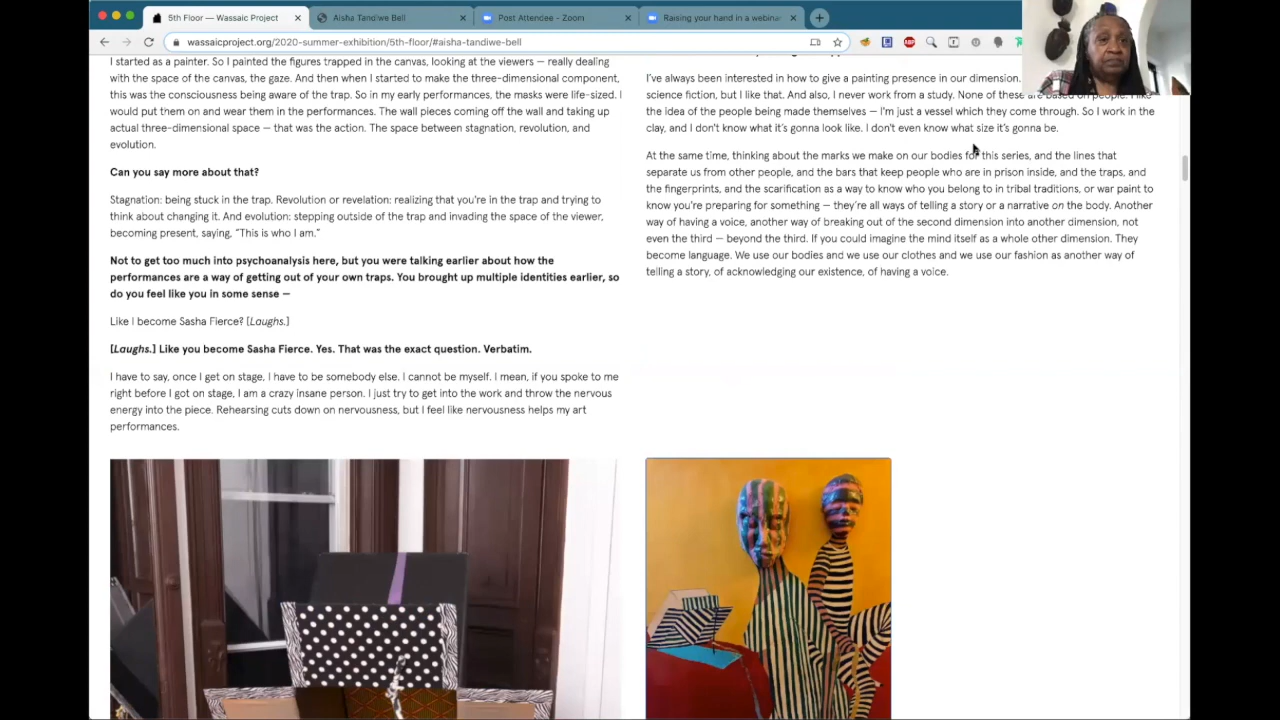 5th Floor — Wassaic Project
Aisha Tandiwe Bell
Post Attendee - Zoom
Raising your hand in a webinar
wassaicproject.org/2020-summer-exhibition/5th-floor/#aisha-tandiwe-bell
I started as a painter. So I painted the figures trapped in the canvas, looking at the viewers — really dealing
with the space of the canvas, the gaze. And then when I started to make the three-dimensional component,
this was the consciousness being aware of the trap. So in my early performances, the masks were life-sized. I
would put them on and wear them in the performances. The wall pieces coming off the wall and taking up
actual three-dimensional space — that was the action. The space between stagnation, revolution, and
evolution.
Can you say more about that?
Stagnation: being stuck in the trap. Revolution or revelation: realizing that you're in the trap and trying to
think about changing it. And evolution: stepping outside of the trap and invading the space of the viewer,
becoming present, saying, “This is who I am.”
Not to get too much into psychoanalysis here, but you were talking earlier about how the
performances are a way of getting out of your own traps. You brought up multiple identities earlier, so
do you feel like you in some sense —
Like I become Sasha Fierce? [Laughs.]
[Laughs.] Like you become Sasha Fierce. Yes. That was the exact question. Verbatim.
I have to say, once I get on stage, I have to be somebody else. I cannot be myself. I mean, if you spoke to me
right before I got on stage, I am a crazy insane person. I just try to get into the work and throw the nervous
energy into the piece. Rehearsing cuts down on nervousness, but I feel like nervousness helps my art
performances.
I've always been interested in how to give a painting presence in our dimension.
science fiction, but I like that. And also, I never work from a study. None of these are based on people. I like
the idea of the people being made themselves — I'm just a vessel which they come through. So I work in the
clay, and I don't know what it's gonna look like. I don't even know what size it's gonna be.
At the same time, thinking about the marks we make on our bodies for this series, and the lines that
separate us from other people, and the bars that keep people who are in prison inside, and the traps, and
the fingerprints, and the scarification as a way to know who you belong to in tribal traditions, or war paint to
know you're preparing for something — they're all ways of telling a story or a narrative on the body. Another
way of having a voice, another way of breaking out of the second dimension into another dimension, not
even the third — beyond the third. If you could imagine the mind itself as a whole other dimension. They
become language. We use our bodies and we use our clothes and we use our fashion as another way of
telling a story, of acknowledging our existence, of having a voice.